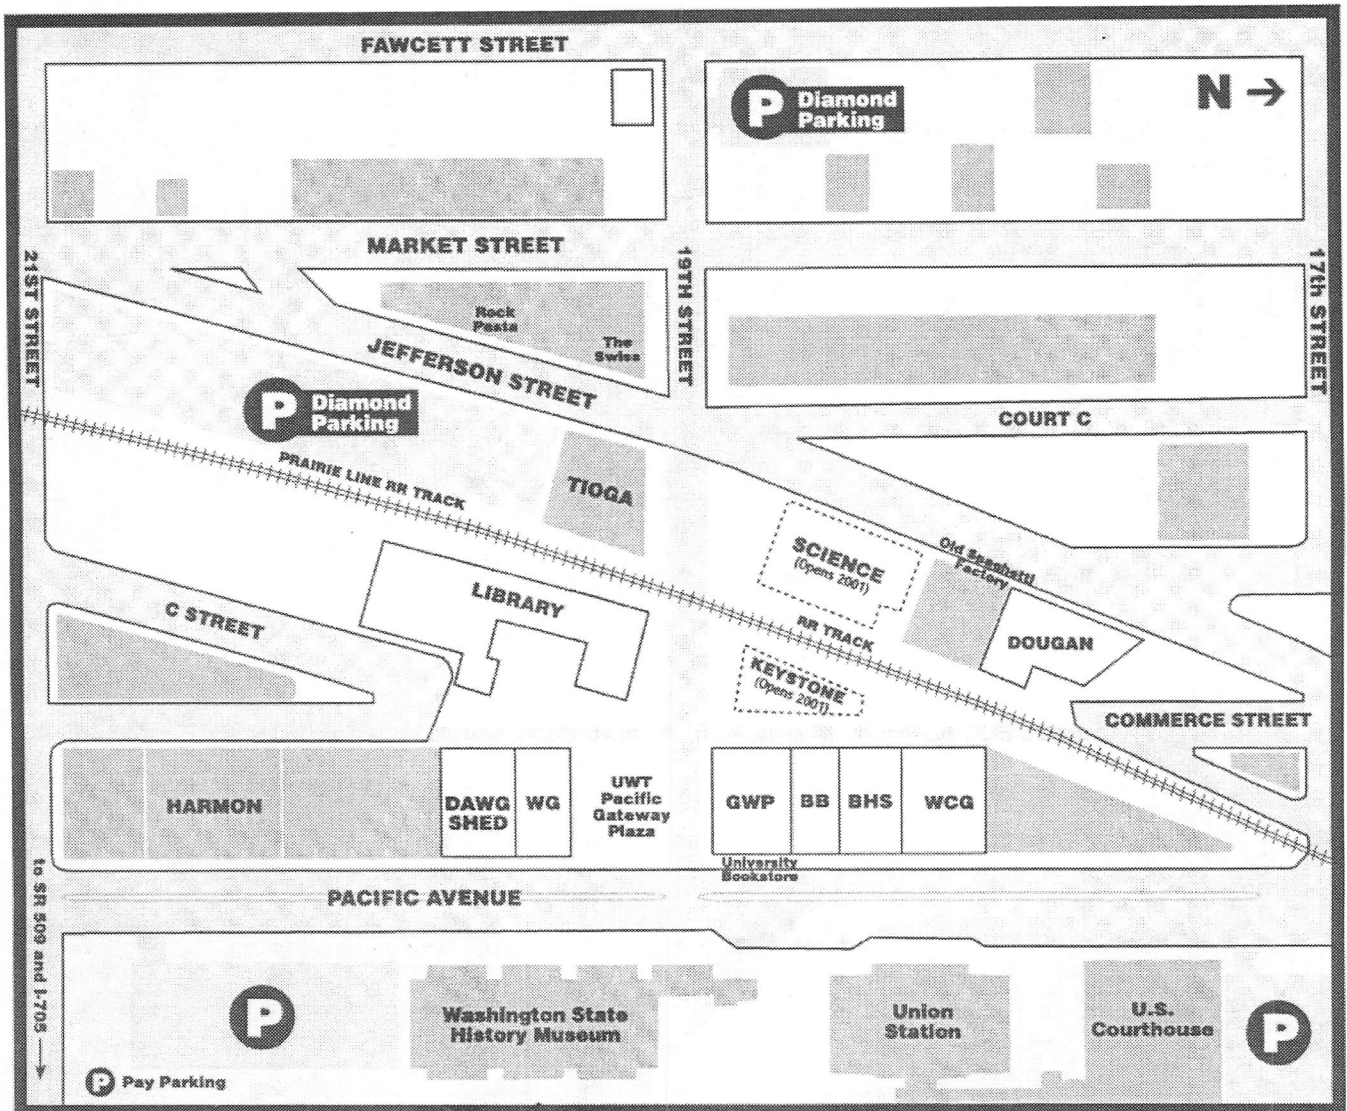 FAWCETT STREET
P Diamond
Parking
N →
MARKET STREET
21ST STREET
19TH STREET
17th STREET
Rock
Pasta
The
Swiss
JEFFERSON STREET
P Diamond
Parking
COURT C
PRAIRIE LINE RR TRACK
TIOGA
SCIENCE
(Opens 2001)
Old Spaghetti
Factory
LIBRARY
RR TRACK
DOUGAN
C STREET
KEYSTONE
(Opens 2001)
COMMERCE STREET
HARMON
DAWG
SHED
WG
UWT
Pacific
Gateway
Plaza
GWP
BB
BHS
WCG
University
Bookstore
to SR 509 and I-705 →
PACIFIC AVENUE
P
Washington State
History Museum
Union
Station
U.S.
Courthouse
P
P Pay Parking